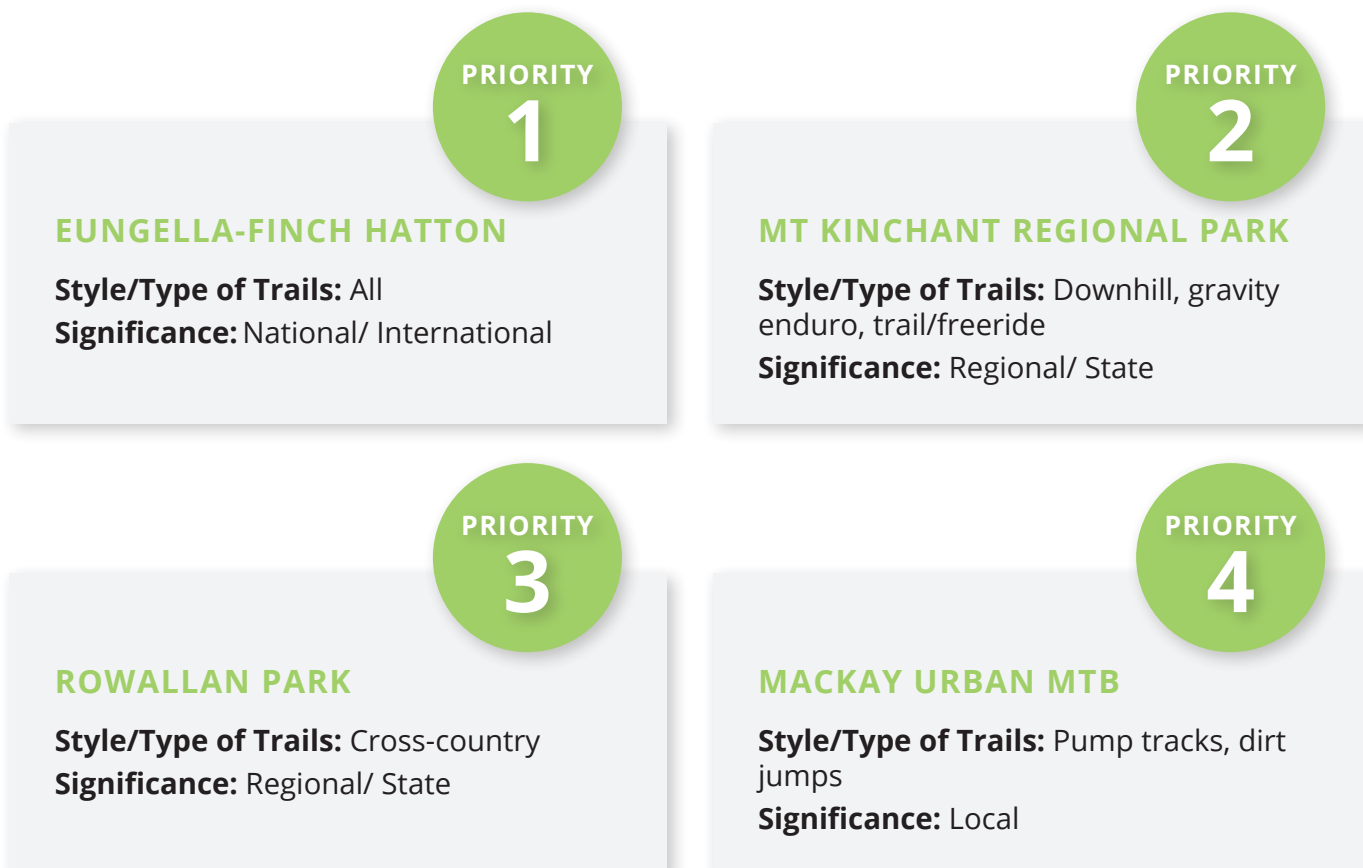 PRIORITY
1
EUNGELLA-FINCH HATTON
Style/Type of Trails: All
Significance: National/ International
PRIORITY
2
MT KINCHANT REGIONAL PARK
Style/Type of Trails: Downhill, gravity
enduro, trail/freeride
Significance: Regional/ State
PRIORITY
3
ROWALLAN PARK
Style/Type of Trails: Cross-country
Significance: Regional/ State
PRIORITY
4
MACKAY URBAN MTB
Style/Type of Trails: Pump tracks, dirt
jumps
Significance: Local